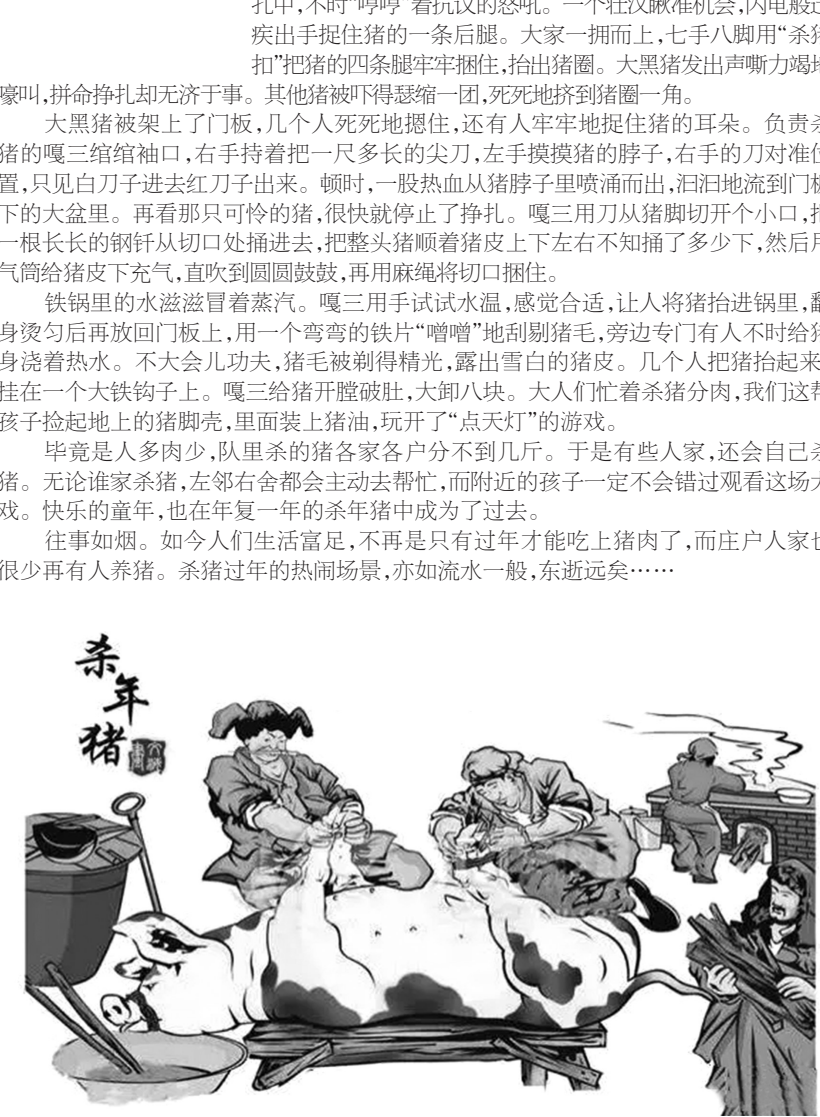 扎中,不时“哼哼”着抗议的怒吼。一个壮汉瞅准机会,闪电般迅
疾出手捉住猪的一条后腿。大家一拥而上,七手八脚用“杀猪
扣”把猪的四条腿牢牢捆住,抬出猪圈。大黑猪发出声嘶力竭地
嚎叫,拼命挣扎却无济于事。其他猪被吓得瑟缩一团,死死地挤到猪圈一角。
大黑猪被架上了门板,几个人死死地摁住,还有人牢牢地捉住猪的耳朵。负责杀
猪的嘎三绾绾袖口,右手持着把一尺多长的尖刀,左手摸摸猪的脖子,右手的刀对准位
置,只见白刀子进去红刀子出来。顿时,一股热血从猪脖子里喷涌而出,汩汩地流到门板
下的大盆里。再看那只可怜的猪,很快就停止了挣扎。嘎三用刀从猪脚切开个小口,把
一根长长的钢钎从切口处捅进去,把整头猪顺着猪皮上下左右不知捅了多少下,然后用
气筒给猪皮下充气,直吹到圆圆鼓鼓,再用麻绳将切口捆住。
铁锅里的水滋滋冒着蒸汽。嘎三用手试试水温,感觉合适,让人将猪抬进锅里,翻
身烫匀后再放回门板上,用一个弯弯的铁片“噌噌”地刮剔猪毛,旁边专门有人不时给猪
身浇着热水。不大会儿功夫,猪毛被剃得精光,露出雪白的猪皮。几个人把猪抬起来
挂在一个大铁钩子上。嘎三给猪开膛破肚,大卸八块。大人们忙着杀猪分肉,我们这帮
孩子捡起地上的猪脚壳,里面装上猪油,玩开了“点天灯”的游戏。
毕竟是人多肉少,队里杀的猪各家各户分不到几斤。于是有些人家,还会自己杀
猪。无论谁家杀猪,左邻右舍都会主动去帮忙,而附近的孩子一定不会错过观看这场大
戏。快乐的童年,也在年复一年的杀年猪中成为了过去。
往事如烟。如今人们生活富足,不再是只有过年才能吃上猪肉了,而庄户人家也
很少再有人养猪。杀猪过年的热闹场景,亦如流水一般,东逝远矣……
杀
年
猪